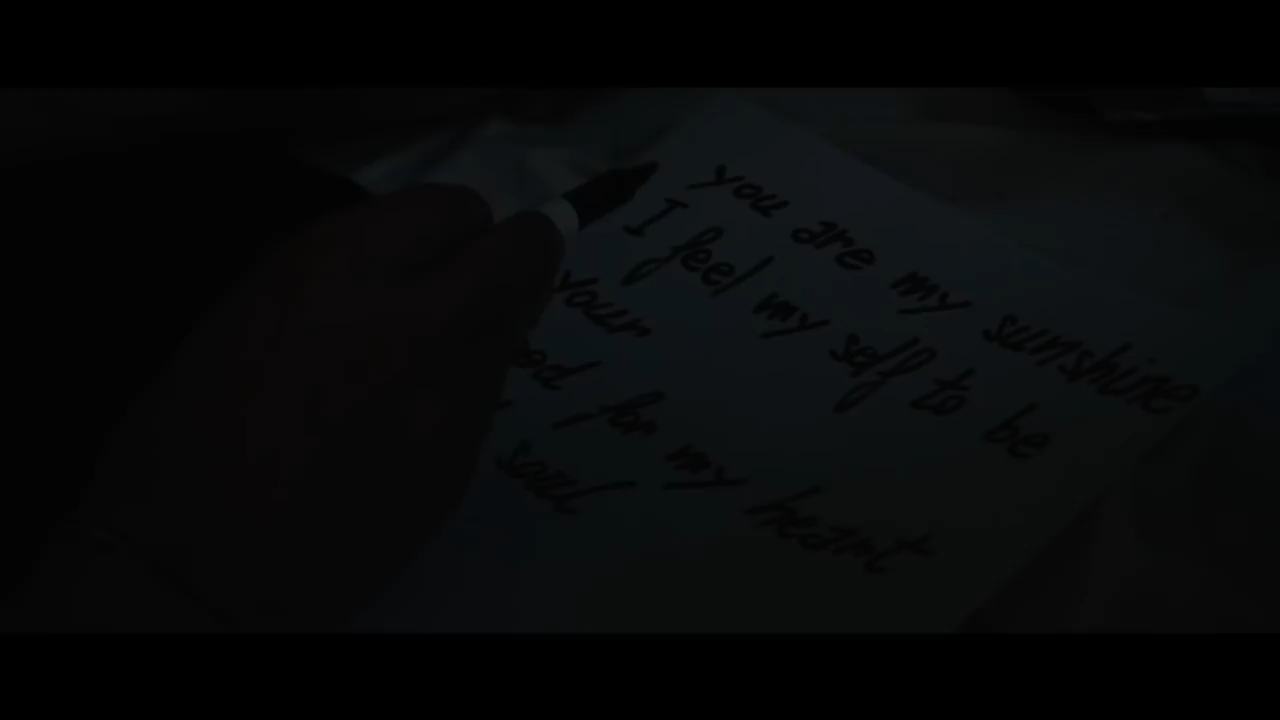 you are my sunshine
I feel my self to be
your
for my heart
soul